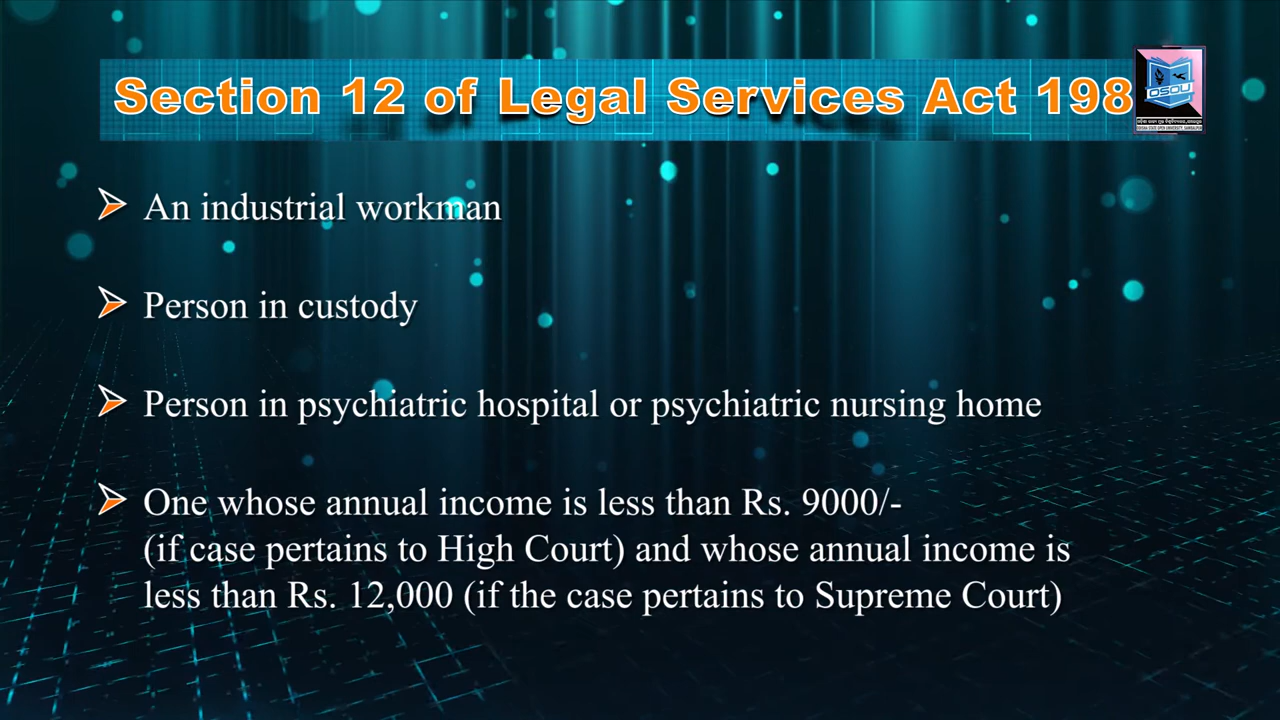 Section 12 of Legal Services Act 198
OSOU
An industrial workman
Person in custody
Person in psychiatric hospital or psychiatric nursing home
One whose annual income is less than Rs. 9000/-
(if case pertains to High Court) and whose annual income is
less than Rs. 12,000 (if the case pertains to Supreme Court)